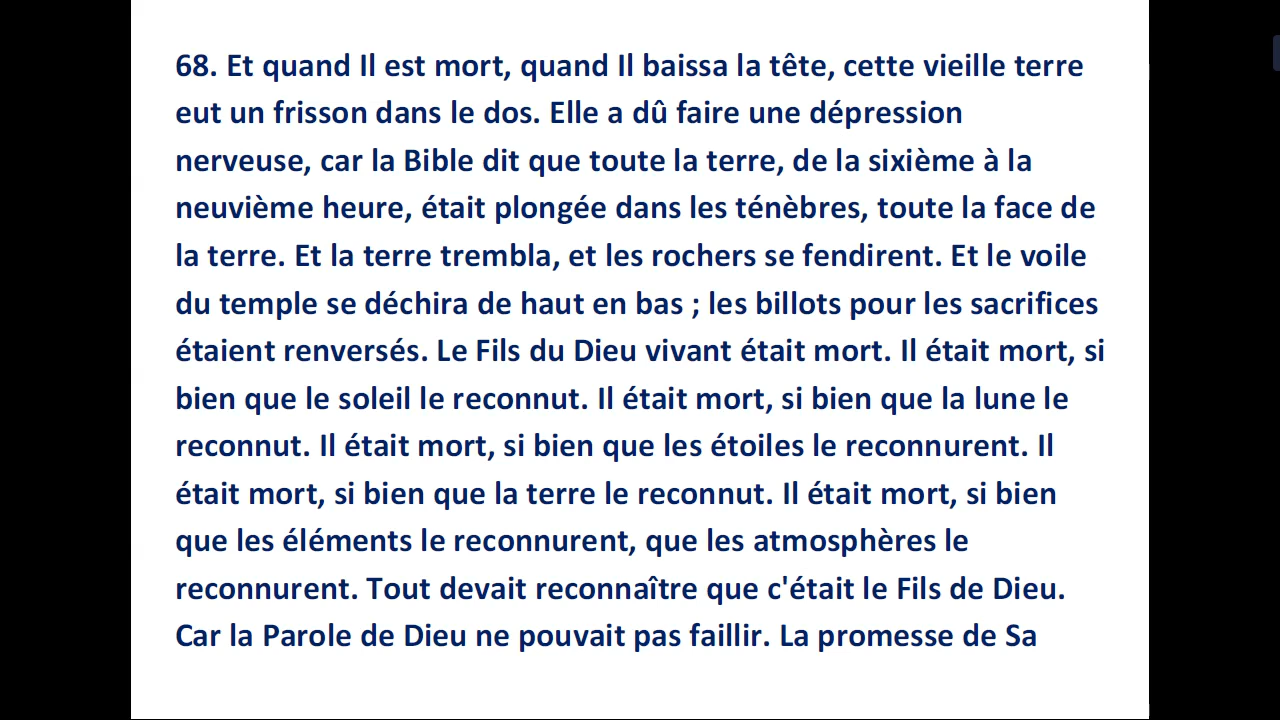 68. Et quand Il est mort, quand Il baissa la tête, cette vieille terre
eut un frisson dans le dos. Elle a dû faire une dépression
nerveuse, car la Bible dit que toute la terre, de la sixième à la
neuvième heure, était plongée dans les ténèbres, toute la face de
la terre. Et la terre trembla, et les rochers se fendirent. Et le voile
du temple se déchira de haut en bas ; les billots pour les sacrifices
étaient renversés. Le Fils du Dieu vivant était mort. Il était mort, si
bien que le soleil le reconnut. Il était mort, si bien que la lune le
reconnut. Il était mort, si bien que les étoiles le reconnurent. Il
était mort, si bien que la terre le reconnut. Il était mort, si bien
que les éléments le reconnurent, que les atmosphères le
reconnurent. Tout devait reconnaître que c'était le Fils de Dieu.
Car la Parole de Dieu ne pouvait pas faillir. La promesse de Sa